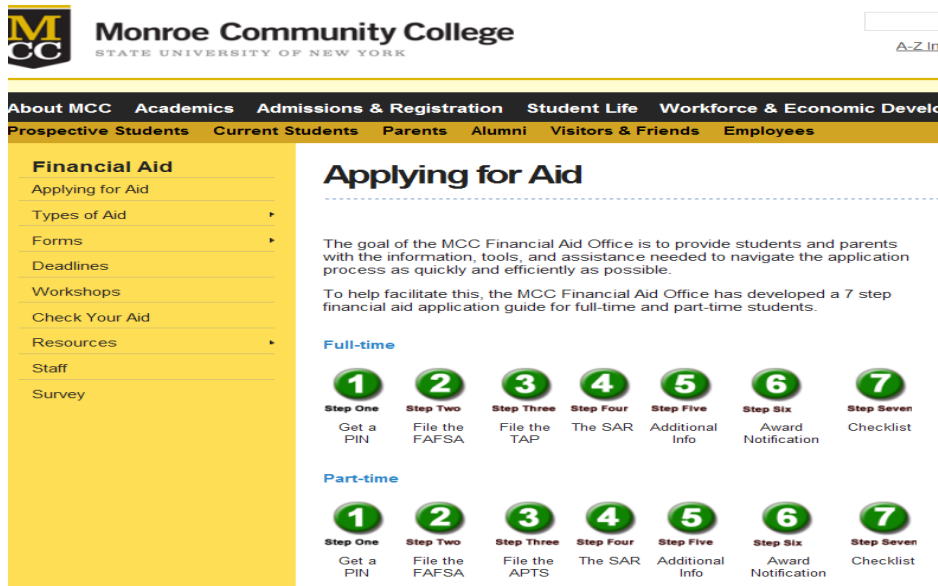 MCC
Monroe Community College
STATE UNIVERSITY OF NEW YORK
A-Z In
About MCC Academics Admissions & Registration Student Life Workforce & Economic Develo
Prospective Students Current Students Parents Alumni Visitors & Friends Employees
Financial Aid
Applying for Aid
Types of Aid
Forms
Deadlines
Workshops
Check Your Aid
Resources
Staff
Survey
Applying for Aid
The goal of the MCC Financial Aid Office is to provide students and parents
with the information, tools, and assistance needed to navigate the application
process as quickly and efficiently as possible.
To help facilitate this, the MCC Financial Aid Office has developed a 7 step
financial aid application guide for full-time and part-time students.
Full-time
1 2 3 4 5 6 7
Step One Step Two Step Three Step Four Step Five Step Six Step Seven
Get a File the File the The SAR Additional Award Checklist
PIN FAFSA TAP Info Notification
Part-time
1 2 3 4 5 6 7
Step One Step Two Step Three Step Four Step Five Step Six Step Seven
Get a File the File the The SAR Additional Award Checklist
PIN FAFSA APTS Info Notification